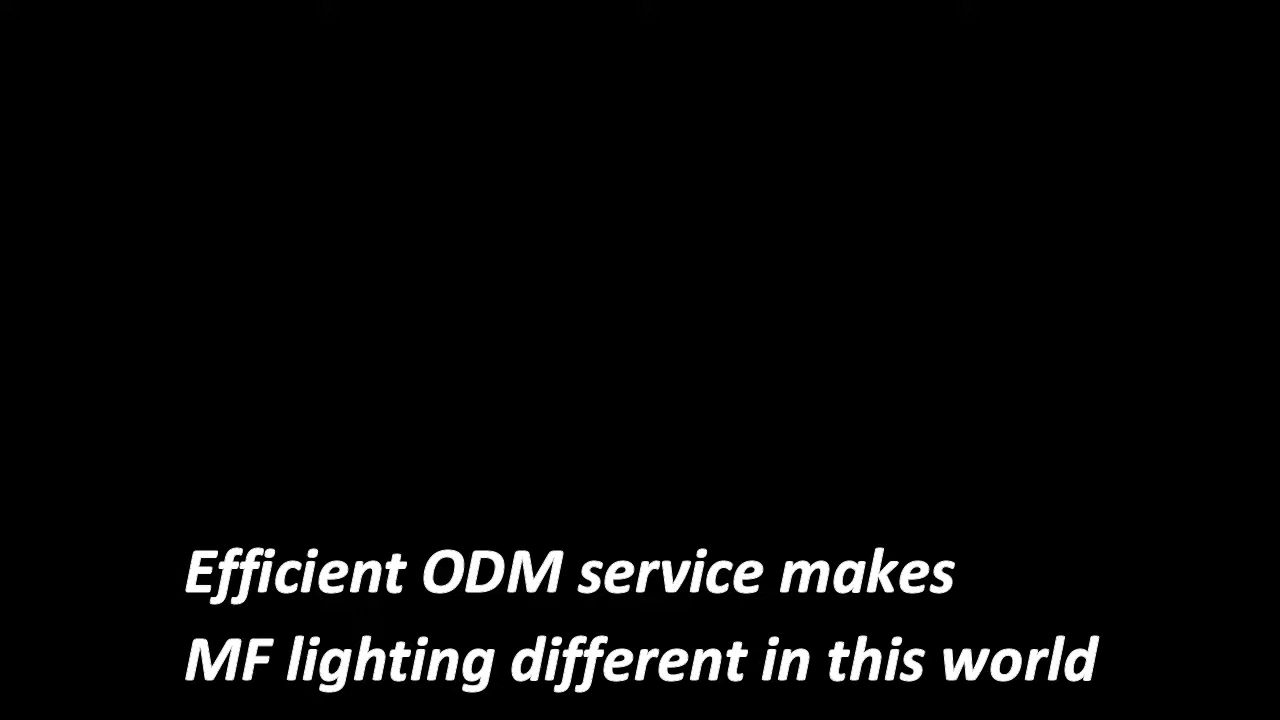 Efficient ODM service makes
MF lighting different in this world